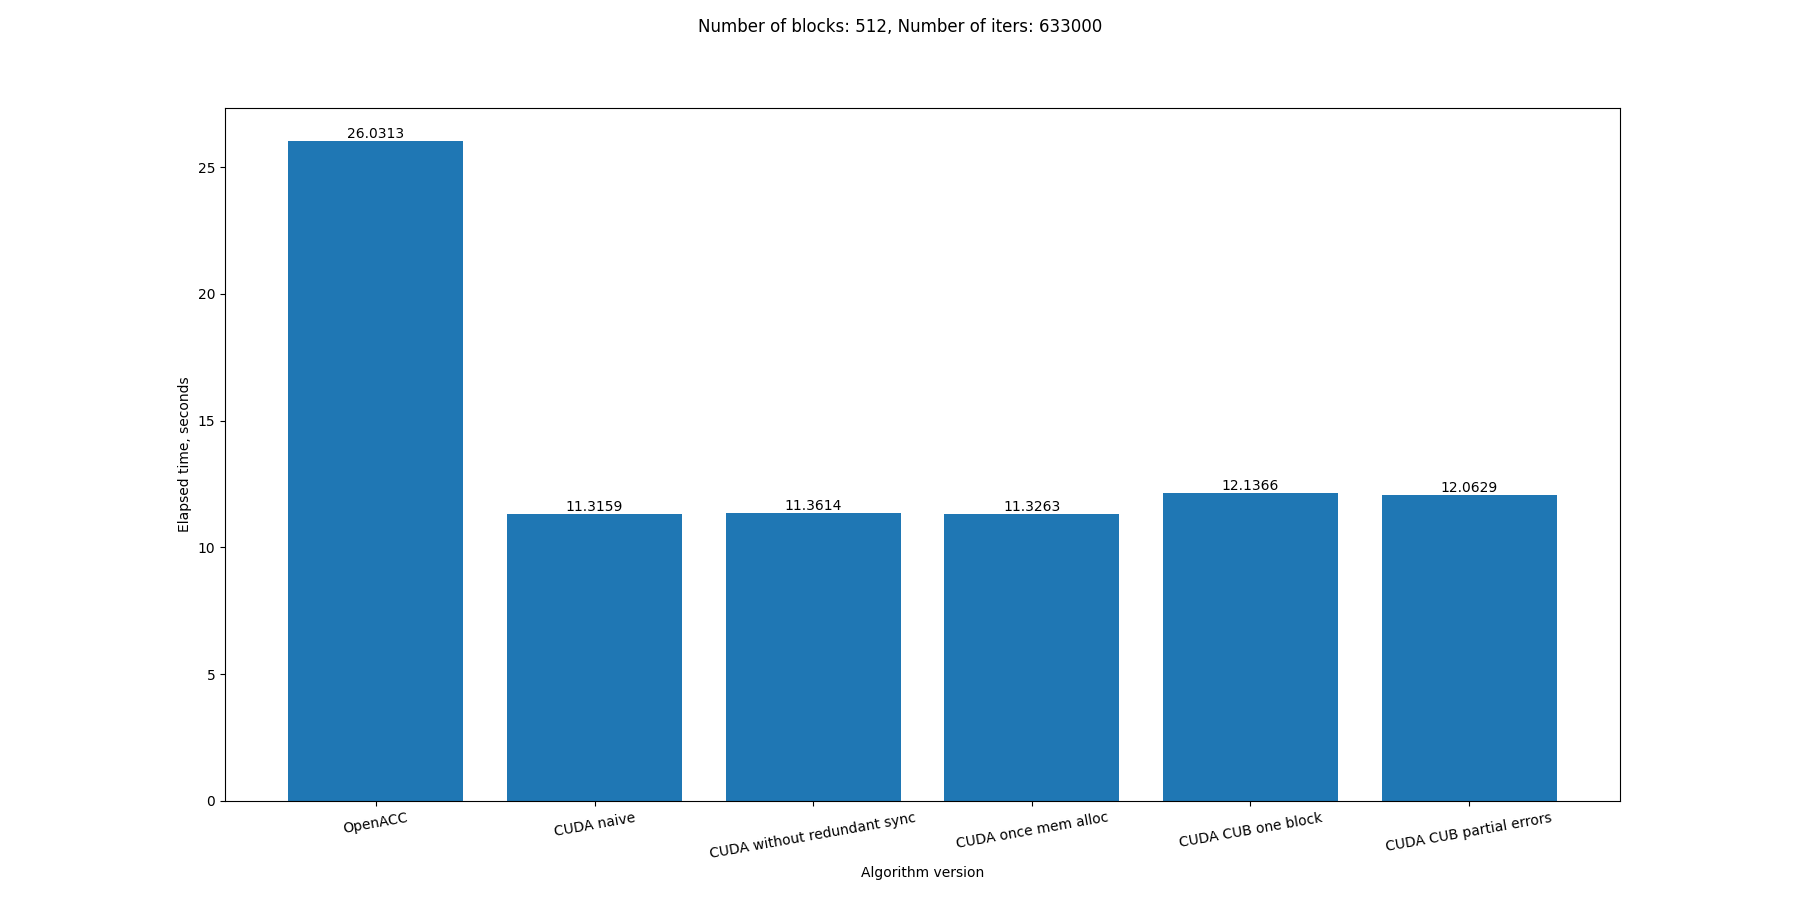 Number of blocks: 512, Number of iters: 633000
26.0313
11.3159
11.3614
11.3263
12.1366
12.0629
25
20
15
10
5
0
Elapsed time, seconds
OpenACC
CUDA naive
CUDA without redundant sync
CUDA once mem alloc
CUDA CUB one block
CUDA CUB partial errors
Algorithm version